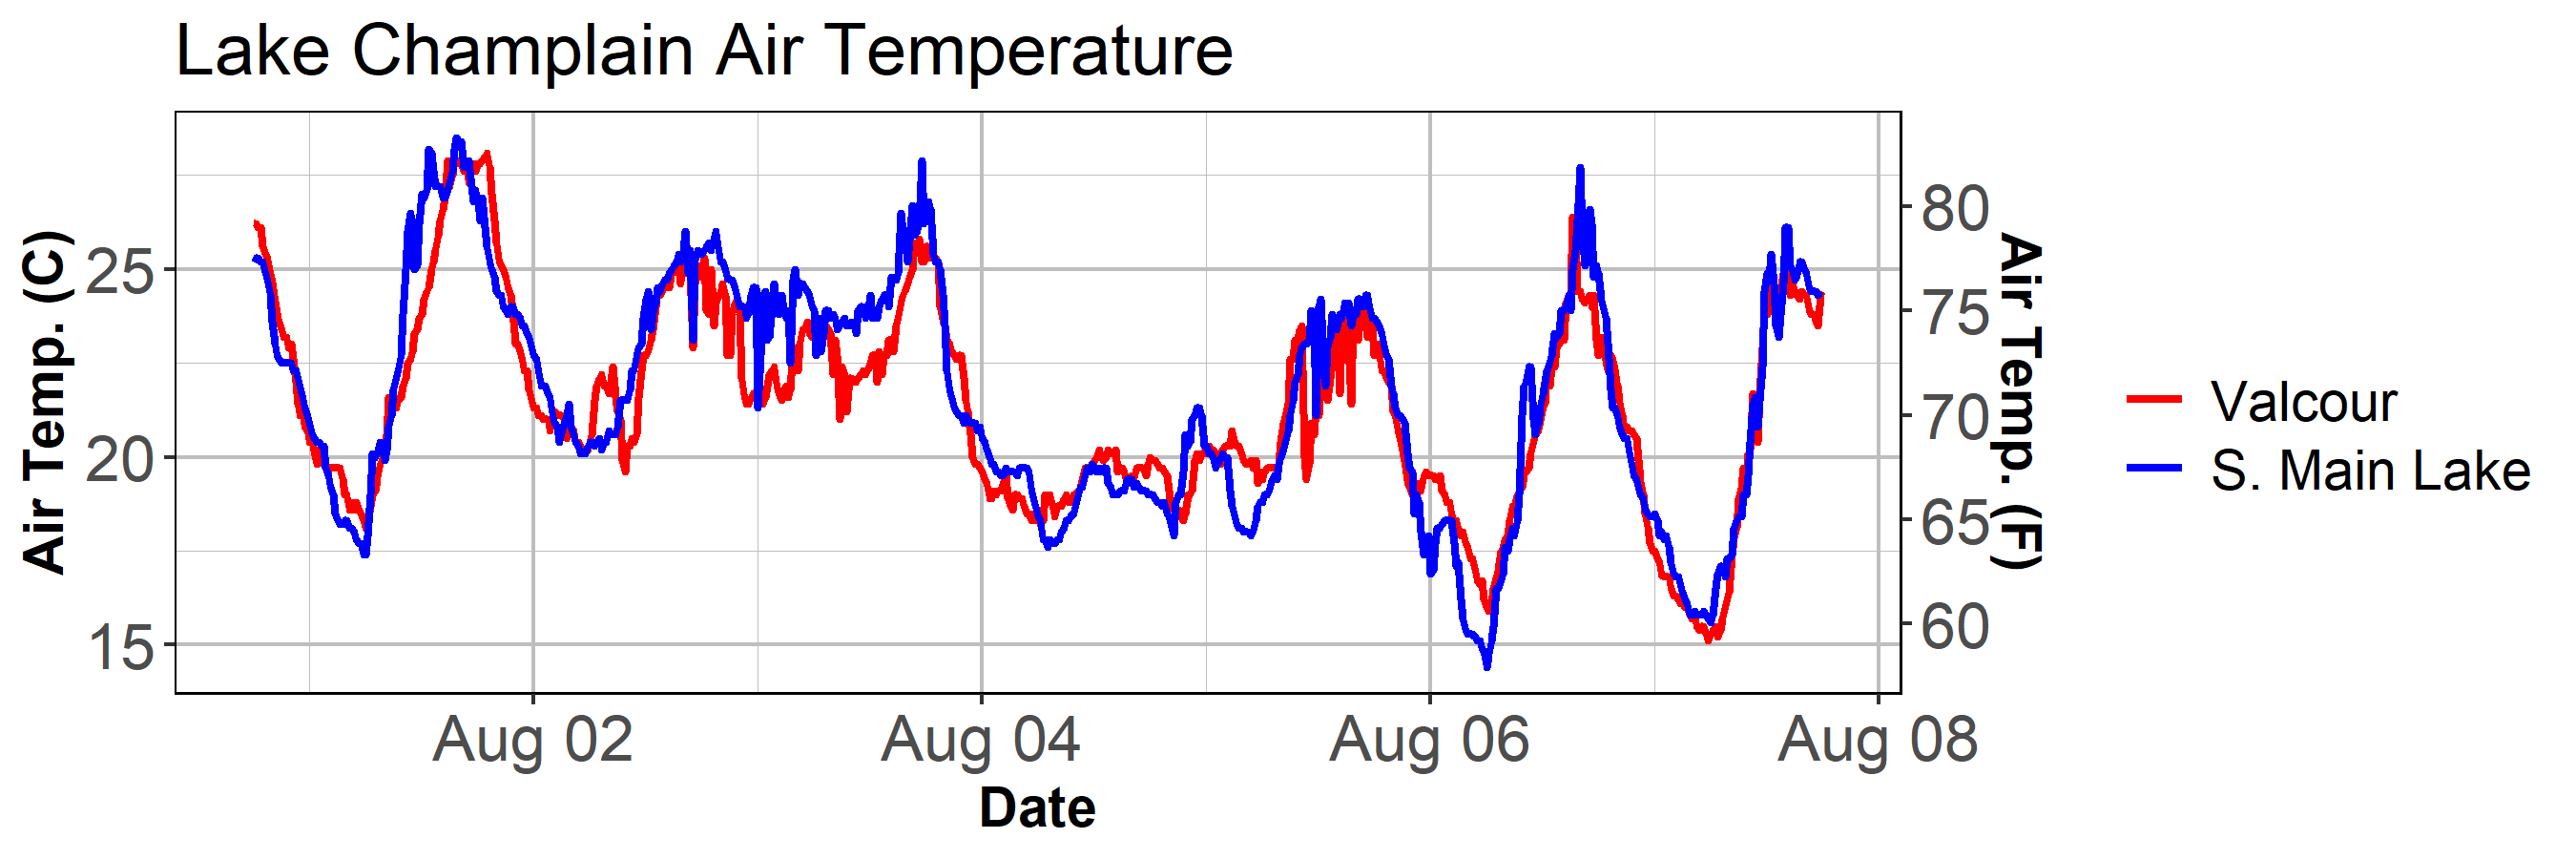 Lake Champlain Air Temperature
Air Temp. (C)
25
20
15
80
75
70
65
60
Air Temp. (F)
Aug 02
Aug 04
Aug 06
Aug 08
Date
Valcour
S. Main Lake